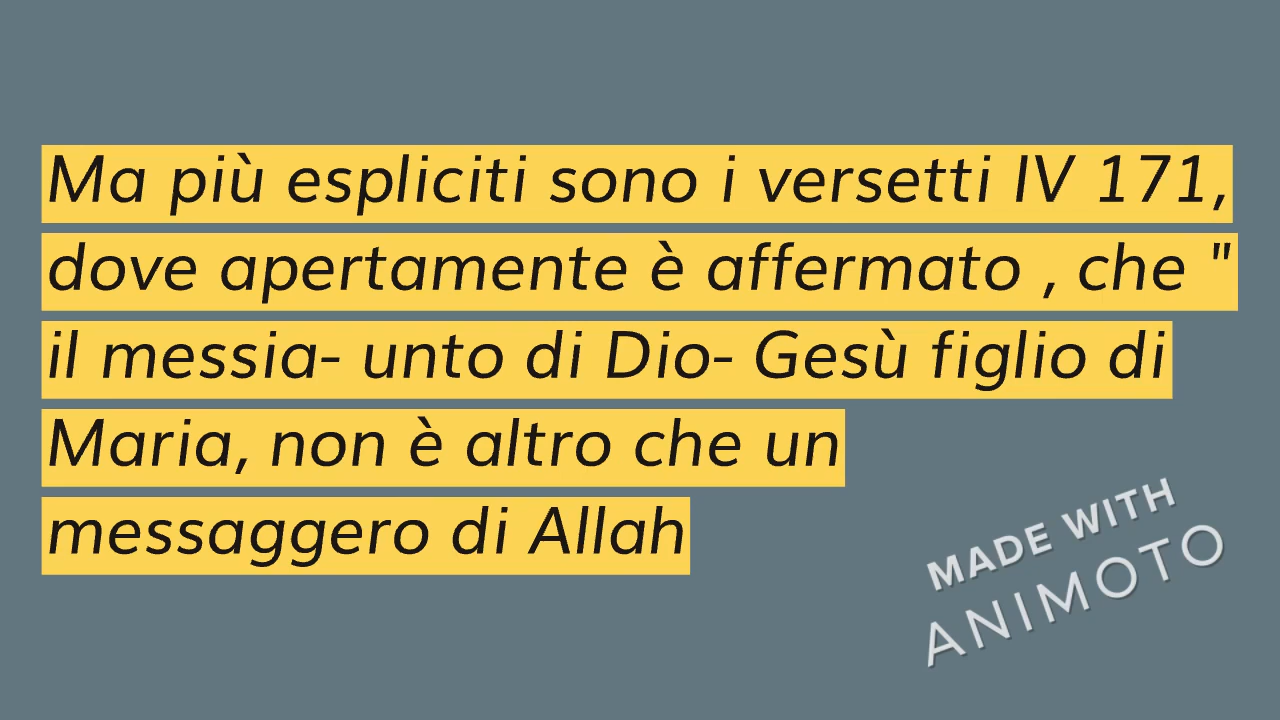 Ma più espliciti sono i versetti IV 171,
dove apertamente è affermato , che "
il messia- unto di Dio- Gesù figlio di
Maria, non è altro che un
messaggero di Allah
MADE WITH
ANIMOTO